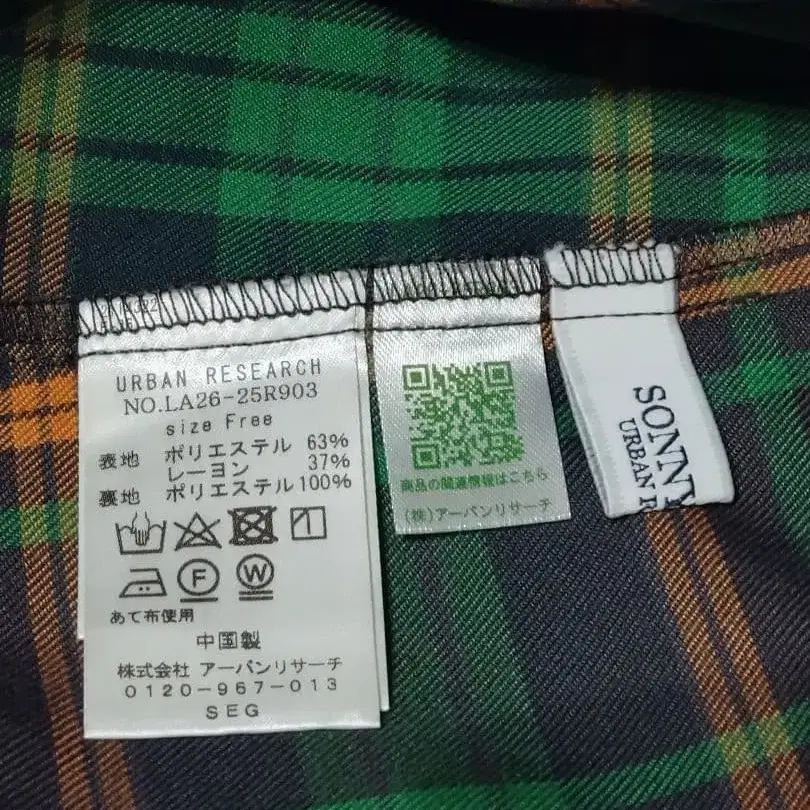 URBAN RESEARCH
NO.LA26-25R903
size Free
表地 ポリエステル 63%
レーヨン 37%
裏地 ポリエステル 100%
F
W
あて布使用
中国製
株式会社 アーバンリサーチ
0120-967-013
SEG
商品の関連情報はこちら
(株)アーバンリサーチ
SONNY
URBAN R